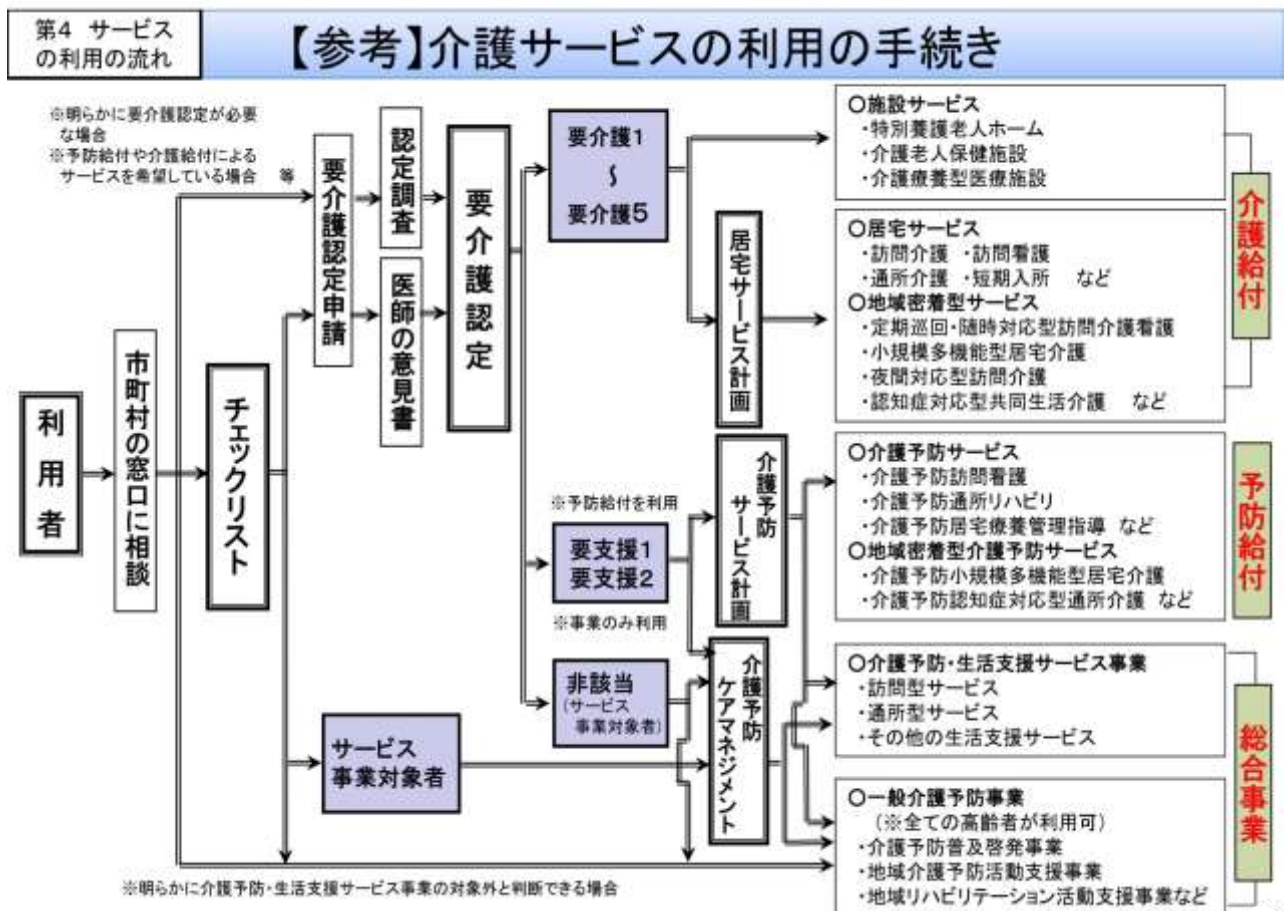 第4 サービス
の利用の流れ
【参考】介護サービスの利用の手続き
※明らかに要介護認定が必要
な場合
※予防給付や介護給付による
サービスを希望している場合 等
利用者
市町村の窓口に相談
チェックリスト
要介護認定申請
認定調査
医師の意見書
要介護認定
要介護1
〜
要介護5
※予防給付を利用
要支援1
要支援2
※事業のみ利用
非該当
(サービス
事業対象者)
サービス
事業対象者
居宅サービス計画
介護予防
サービス計画
介護予防
ケアマネジメント
○施設サービス
・特別養護老人ホーム
・介護老人保健施設
・介護療養型医療施設
○居宅サービス
・訪問介護 ・訪問看護
・通所介護 ・短期入所 など
○地域密着型サービス
・定期巡回・随時対応型訪問介護看護
・小規模多機能型居宅介護
・夜間対応型訪問介護
・認知症対応型共同生活介護 など
介護給付
○介護予防サービス
・介護予防訪問看護
・介護予防通所リハビリ
・介護予防居宅療養管理指導 など
○地域密着型介護予防サービス
・介護予防小規模多機能型居宅介護
・介護予防認知症対応型通所介護 など
予防給付
○介護予防・生活支援サービス事業
・訪問型サービス
・通所型サービス
・その他の生活支援サービス
○一般介護予防事業
(※全ての高齢者が利用可)
・介護予防普及啓発事業
・地域介護予防活動支援事業
・地域リハビリテーション活動支援事業など
総合事業
※明らかに介護予防・生活支援サービス事業の対象外と判断できる場合